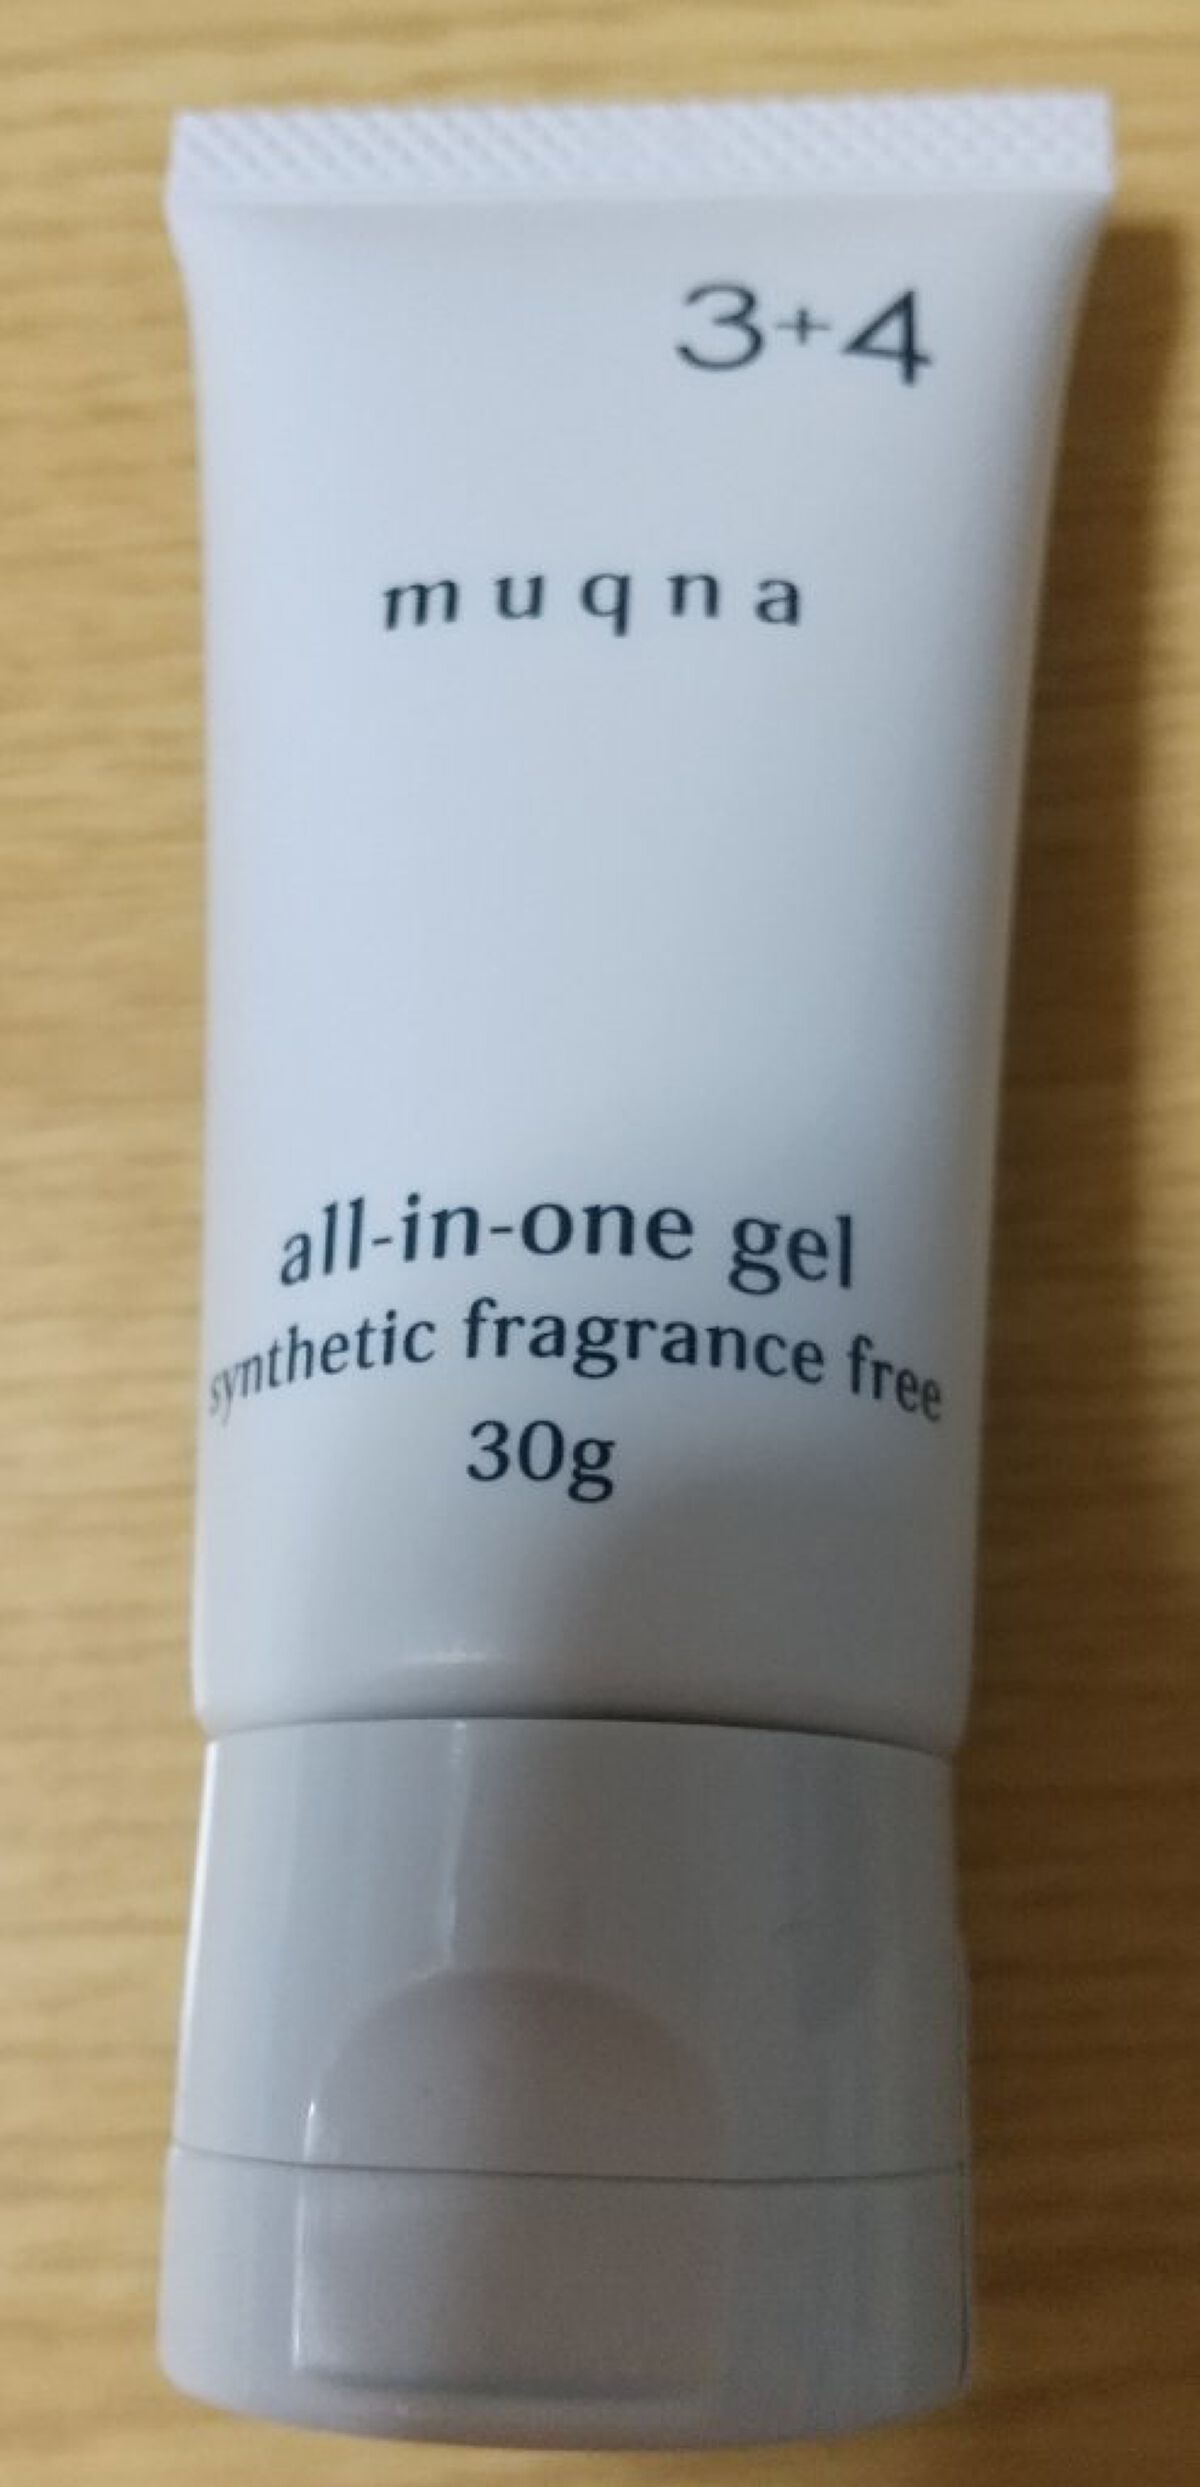 3+4
muqna
all-in-one gel
synthetic fragrance free
30g